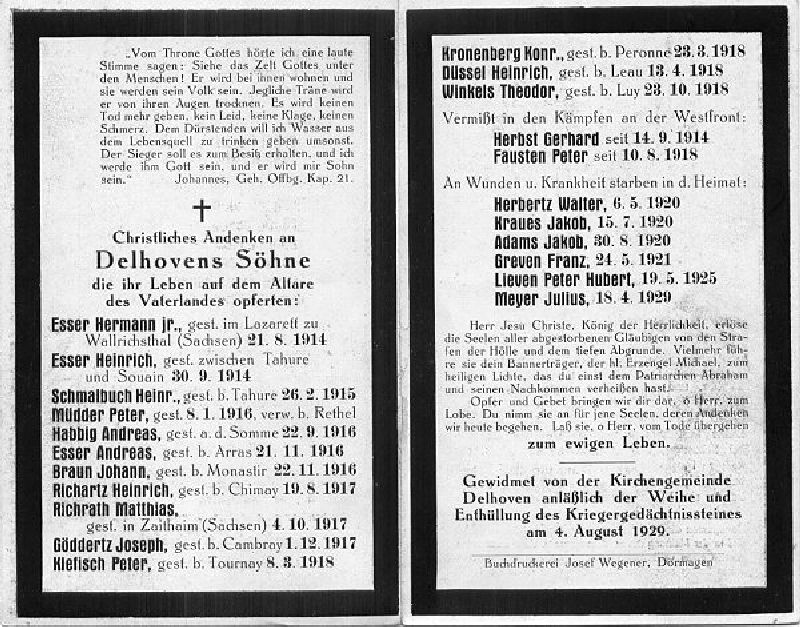 „Vom Throne Gottes hörte ich eine laute
Stimme sagen: Siehe das Zelt Gottes unter
den Menschen! Er wird bei ihnen wohnen und
sie werden sein Volk sein. Jegliche Träne wird
er von ihren Augen trocknen. Es wird keinen
Tod mehr geben, kein Leid, keine Klage, keinen
Schmerz. Dem Dürstenden will ich Wasser aus
dem Lebensquell zu trinken geben umsonst.
Der Sieger soll es zum Besitz erhalten, und ich
werde ihm Gott sein, und er wird mir Sohn
sein.“ Johannes, Geh. Offbg. Kap. 21.
Christliches Andenken an
Delhovens Söhne
die ihr Leben auf dem Altare
des Vaterlandes opferten:
Esser Hermann jr., gest. im Lazarett zu
Wallrichsthal (Sachsen) 21. 8. 1914
Esser Heinrich, gest. zwischen Tahure
und Souain 30. 9. 1914
Schmalbuch Heinr., gest. b. Tahure 26. 2. 1915
Müdder Peter, gest. 8. 1. 1916, verw. b. Rethel
Habbig Andreas, gest. a. d. Somme 22. 9. 1916
Esser Andreas, gest. b. Arras 21. 11. 1916
Braun Johann, gest. b. Monastir 22. 11. 1916
Richartz Heinrich, gest. b. Chimay 19. 8. 1917
Richrath Matthias,
gest. in Zaithaim (Sachsen) 4. 10. 1917
Göddertz Joseph, gest. b. Cambray 1. 12. 1917
Klefisch Peter, gest. b. Tournay 8. 3. 1918
Kronenberg Konr., gest. b. Peronne 23. 3. 1918
Düssel Heinrich, gest. b. Leau 13. 4. 1918
Winkels Theodor, gest. b. Luy 23. 10. 1918
Vermißt in den Kämpfen an der Westfront:
Herbst Gerhard seit 14. 9. 1914
Fausten Peter seit 10. 8. 1918
An Wunden u. Krankheit starben in d. Heimat:
Herbertz Walter, 6. 5. 1920
Kraues Jakob, 15. 7. 1920
Adams Jakob, 30. 8. 1920
Greven Franz, 24. 5. 1921
Lieven Peter Hubert, 19. 5. 1925
Meyer Julius, 18. 4. 1929
Herr Jesu Christe, König der Herrlichkeit, erlöse
die Seelen aller abgestorbenen Gläubigen von den Stra-
fen der Hölle und dem tiefen Abgrunde. Vielmehr füh-
re sie dein Bannerträger, der hl. Erzengel Michael, zum
heiligen Lichte, das du einst dem Patriarchen Abraham
und seinen Nachkommen verheißen hast.
Opfer und Gebet bringen wir dir dar, o Herr, zum
Lobe. Du nimm sie an für jene Seelen, deren Andenken
wir heute begehen. Laß sie, o Herr, vom Tode übergehen
zum ewigen Leben.
Gewidmet von der Kirchengemeinde
Delhoven anläßlich der Weihe und
Enthüllung des Kriegergedächtnissteines
am 4. August 1929.
Buchdruckerei Josef Wegener, Dormagen